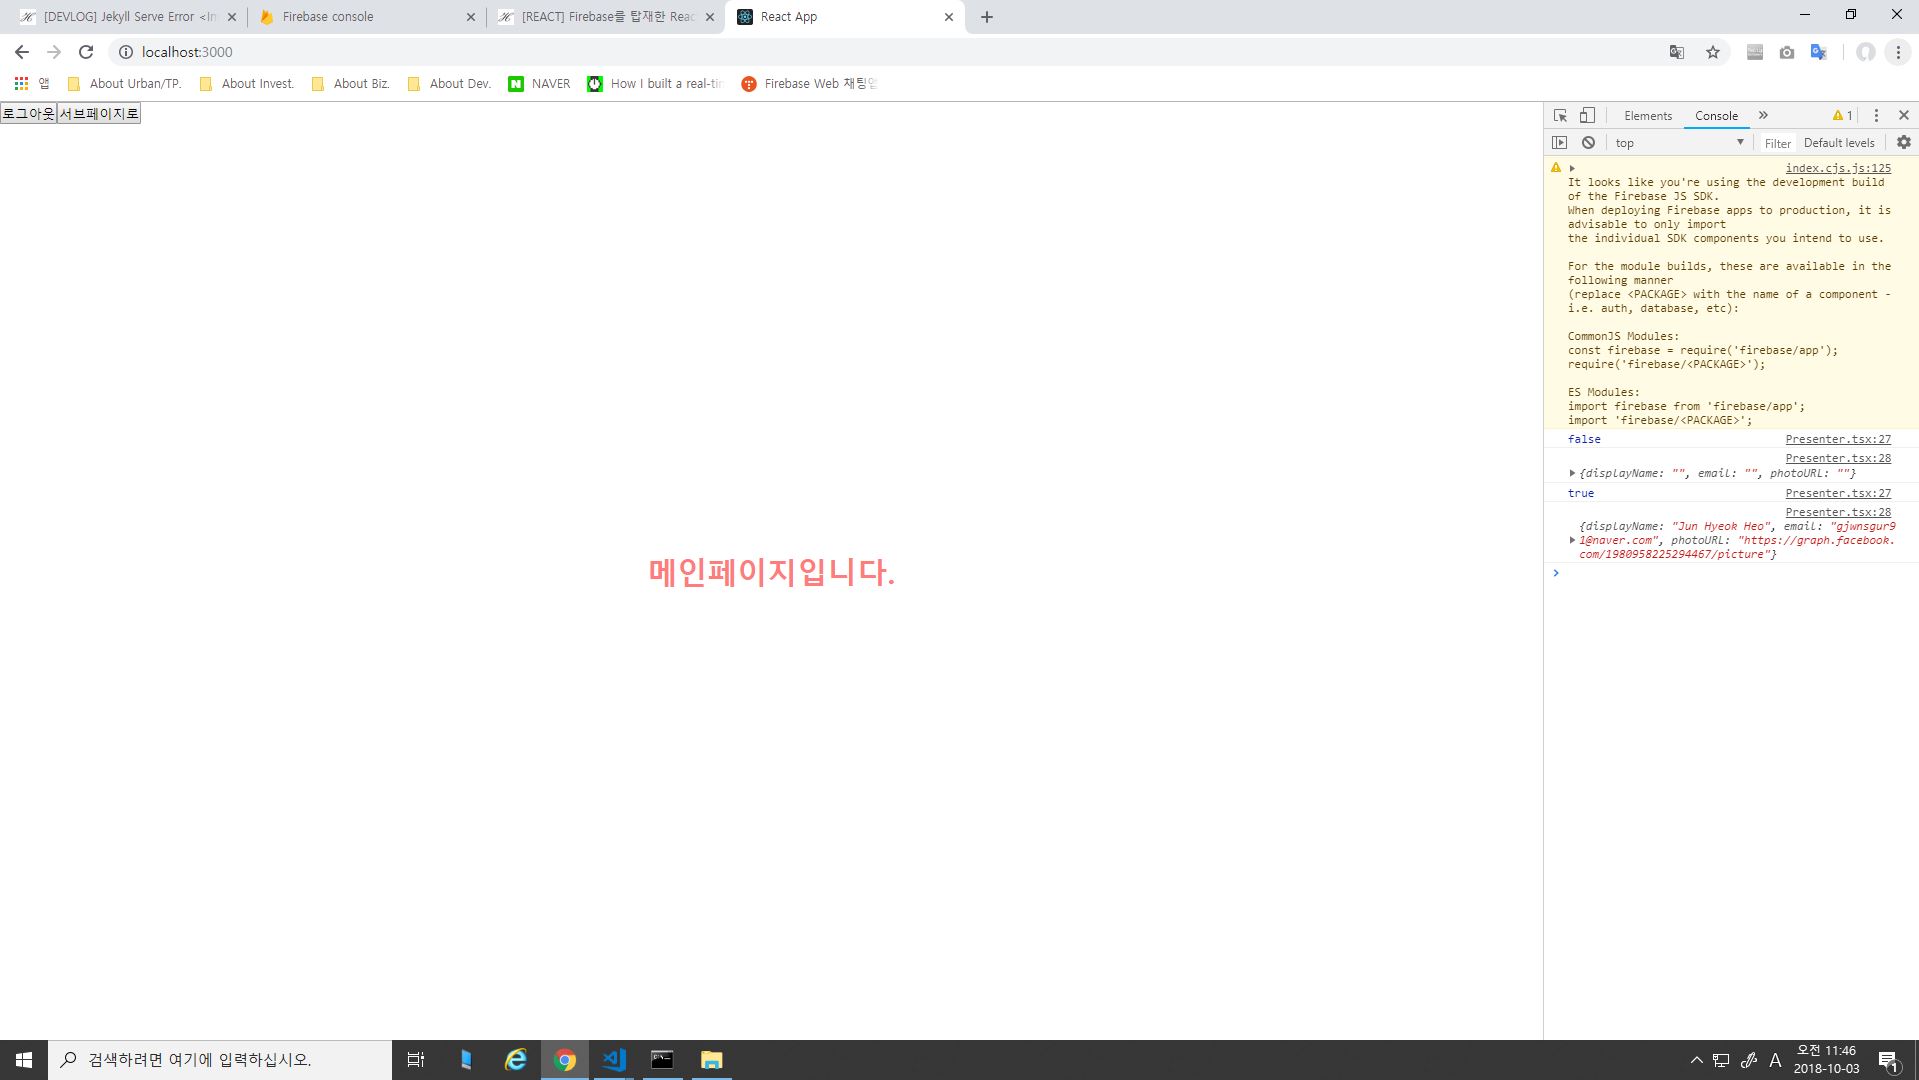 [DEVLOG] Jekyll Serve Error <In
Firebase console
[REACT] Firebase를 탑재한 Reac
React App
localhost:3000
앱
About Urban/TP.
About Invest.
About Biz.
About Dev.
NAVER
How I built a real-tin
Firebase Web 채팅앱
로그아웃 서브페이지로
메인페이지입니다.
Elements Console » 1
top Filter Default levels
index.cjs.js:125
It looks like you're using the development build
of the Firebase JS SDK.
When deploying Firebase apps to production, it is
advisable to only import
the individual SDK components you intend to use.
For the module builds, these are available in the
following manner
(replace <PACKAGE> with the name of a component -
i.e. auth, database, etc):
CommonJS Modules:
const firebase = require('firebase/app');
require('firebase/<PACKAGE>');
ES Modules:
import firebase from 'firebase/app';
import 'firebase/<PACKAGE>';
false Presenter.tsx:27
Presenter.tsx:28
{displayName: "", email: "", photoURL: ""}
true Presenter.tsx:27
Presenter.tsx:28
{displayName: "Jun Hyeok Heo", email: "gjwnsgur9
1@naver.com", photoURL: "https://graph.facebook.
com/1980958225294467/picture"}
검색하려면 여기에 입력하십시오.
A
오전 11:46
2018-10-03
1